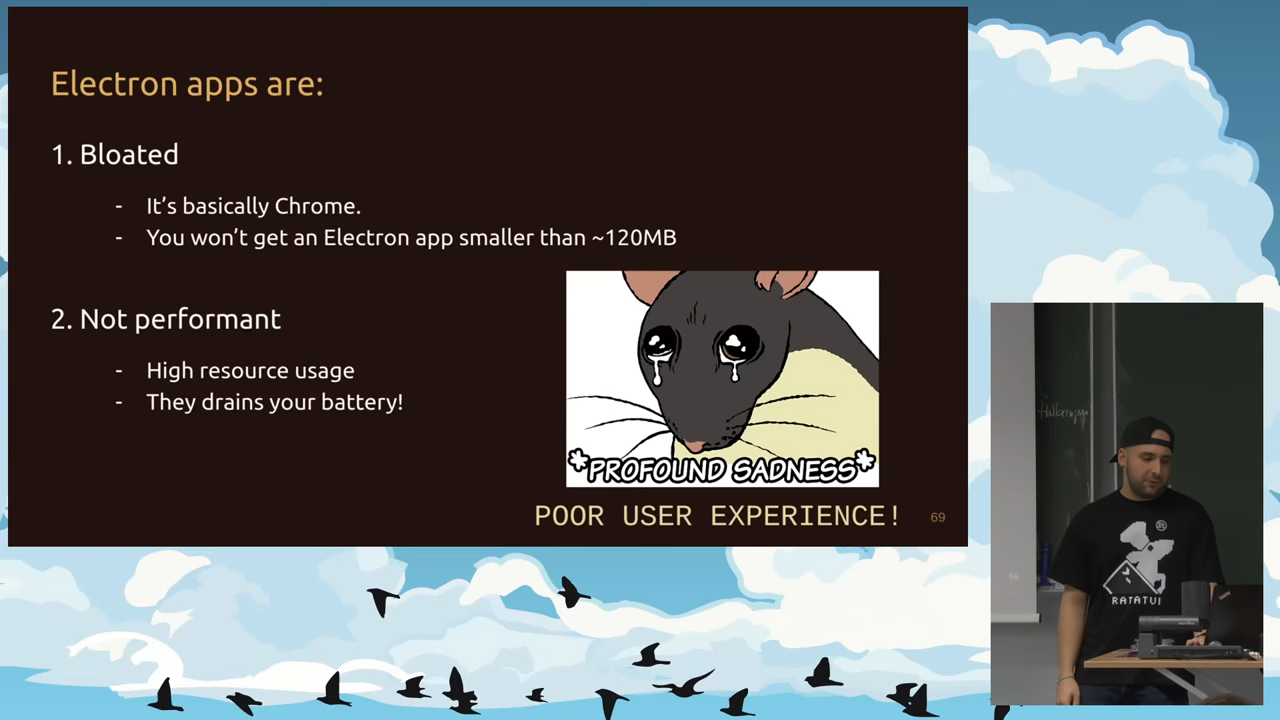 Electron apps are:
1. Bloated
- It’s basically Chrome.
- You won’t get an Electron app smaller than ~120MB
2. Not performant
- High resource usage
- They drains your battery!
*PROFOUND SADNESS*
POOR USER EXPERIENCE!
69
69
RATATUI